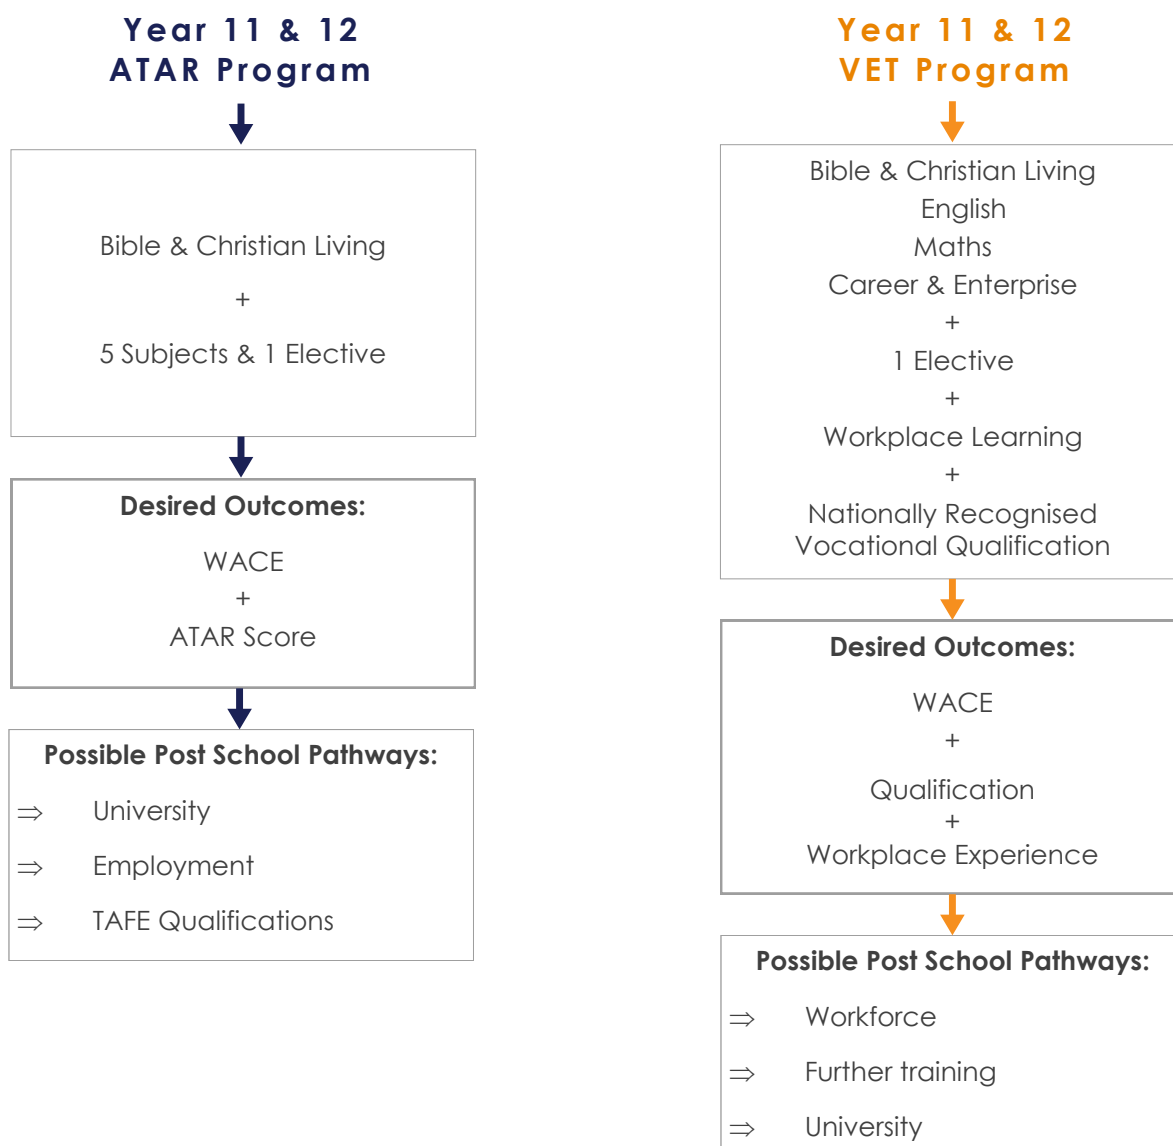 Year 11 & 12
ATAR Program
Bible & Christian Living
+
5 Subjects & 1 Elective
Desired Outcomes:
WACE
+
ATAR Score
Possible Post School Pathways:
⇒ University
⇒ Employment
⇒ TAFE Qualifications
Year 11 & 12
VET Program
Bible & Christian Living
English
Maths
Career & Enterprise
+
1 Elective
+
Workplace Learning
+
Nationally Recognised
Vocational Qualification
Desired Outcomes:
WACE
+
Qualification
+
Workplace Experience
Possible Post School Pathways:
⇒ Workforce
⇒ Further training
⇒ University